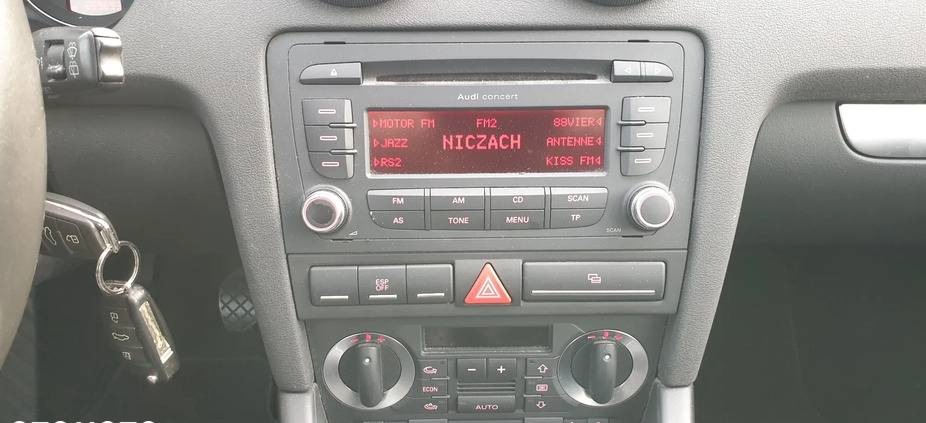 Audi concert
▷MOTOR FM FM2 88VIER◁
▷JAZZ NICZACH ANTENNE◁
▷RS2 KISS FM◁
FM AM CD SCAN
AS TONE MENU TP
SCAN
ESP OFF
ECON
AUTO